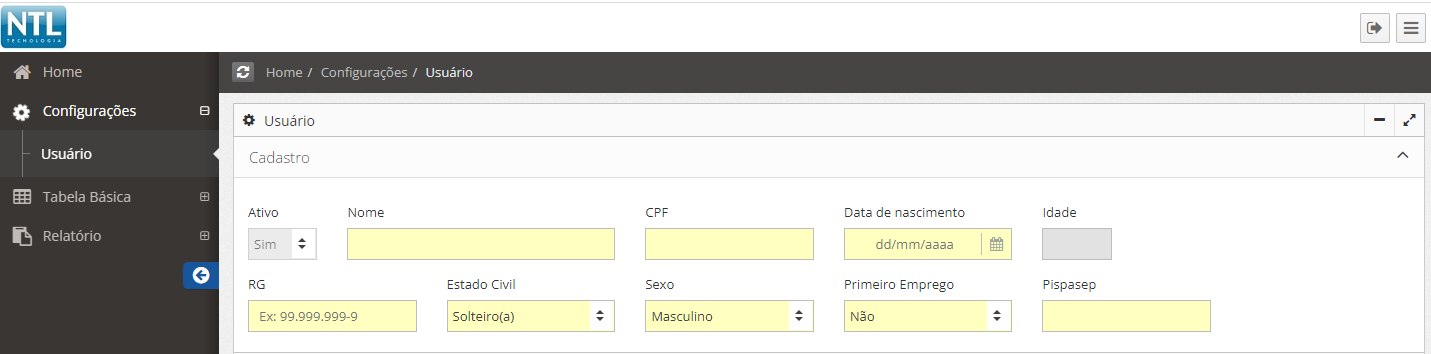 NTL
TECNOLOGIA
Home
Configurações
Usuário
Tabela Básica
Relatório
Home / Configurações / Usuário
Usuário
Cadastro
Ativo Nome CPF Data de nascimento Idade
Sim dd/mm/aaaa
RG Estado Civil Sexo Primeiro Emprego Pispasep
Ex: 99.999.999-9 Solteiro(a) Masculino Não